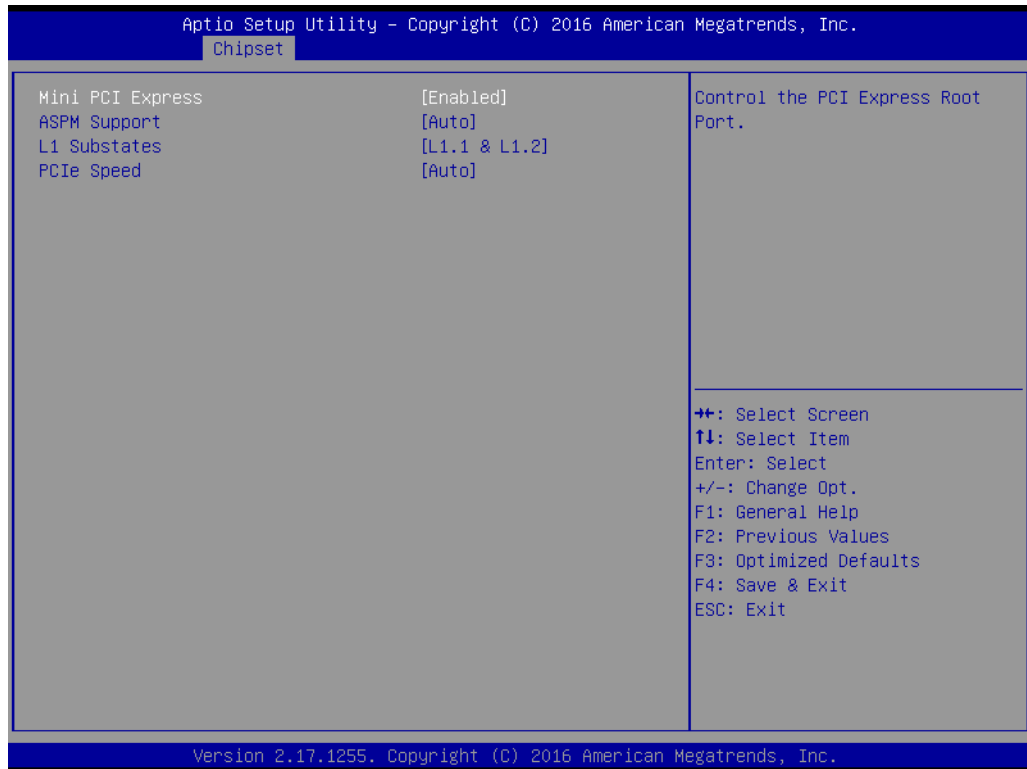 Aptio Setup Utility – Copyright (C) 2016 American Megatrends, Inc.
Chipset
Mini PCI Express [Enabled]
ASPM Support [Auto]
L1 Substates [L1.1 & L1.2]
PCIe Speed [Auto]
Control the PCI Express Root
Port.
→←: Select Screen
↑↓: Select Item
Enter: Select
+/-: Change Opt.
F1: General Help
F2: Previous Values
F3: Optimized Defaults
F4: Save & Exit
ESC: Exit
Version 2.17.1255. Copyright (C) 2016 American Megatrends, Inc.